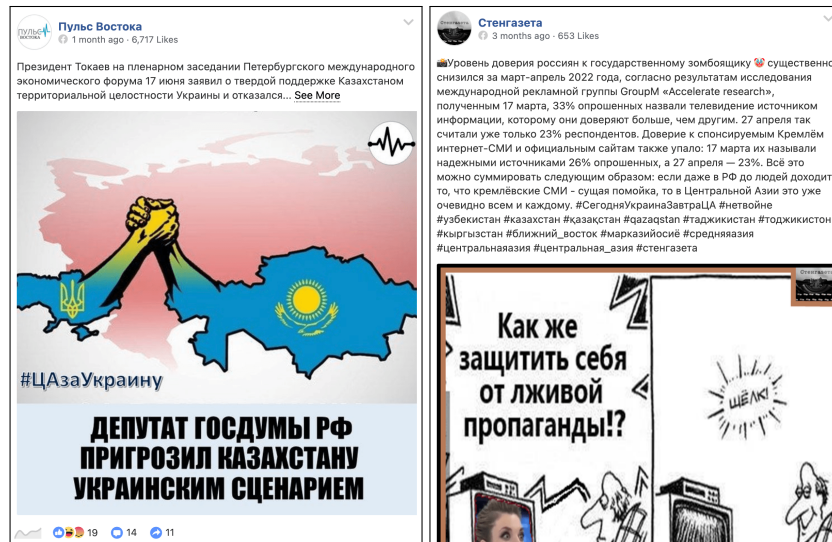 ПУЛЬС
ВОСТОКА
Пульс Востока
1 month ago · 6,717 Likes
Президент Токаев на пленарном заседании Петербургского международного
экономического форума 17 июня заявил о твердой поддержке Казахстаном
территориальной целостности Украины и отказался... See More
#ЦАзаУкраину
ДЕПУТАТ ГОСДУМЫ РФ
ПРИГРОЗИЛ КАЗАХСТАНУ
УКРАИНСКИМ СЦЕНАРИЕМ
19 14 11
Стенгазета
Стенгазета
3 months ago · 653 Likes
📸Уровень доверия россиян к государственному зомбоящику 🤡 существенно
снизился за март-апрель 2022 года, согласно результатам исследования
международной рекламной группы GroupM «Accelerate research»,
полученным 17 марта, 33% опрошенных назвали телевидение источником
информации, которому они доверяют больше, чем другим. 27 апреля так
считали уже только 23% респондентов. Доверие к спонсируемым Кремлём
интернет-СМИ и официальным сайтам также упало: 17 марта их называли
надежными источниками 26% опрошенных, а 27 апреля — 23%. Всё это
можно суммировать следующим образом: если даже в РФ до людей доходит
то, что кремлёвские СМИ - сущая помойка, то в Центральной Азии это уже
очевидно всем и каждому. #СегодняУкраинаЗавтраЦА #нетвойне
#узбекистан #казахстан #қазақстан #qazaqstan #таджикистан #тоджикистон
#кыргызстан #ближний_восток #марказийосиё #средняяазия
#центральнаяазия #центральная_азия #стенгазета
Стенгазета
Как же
защитить себя
от лживой
пропаганды!?
ЩЁЛК!